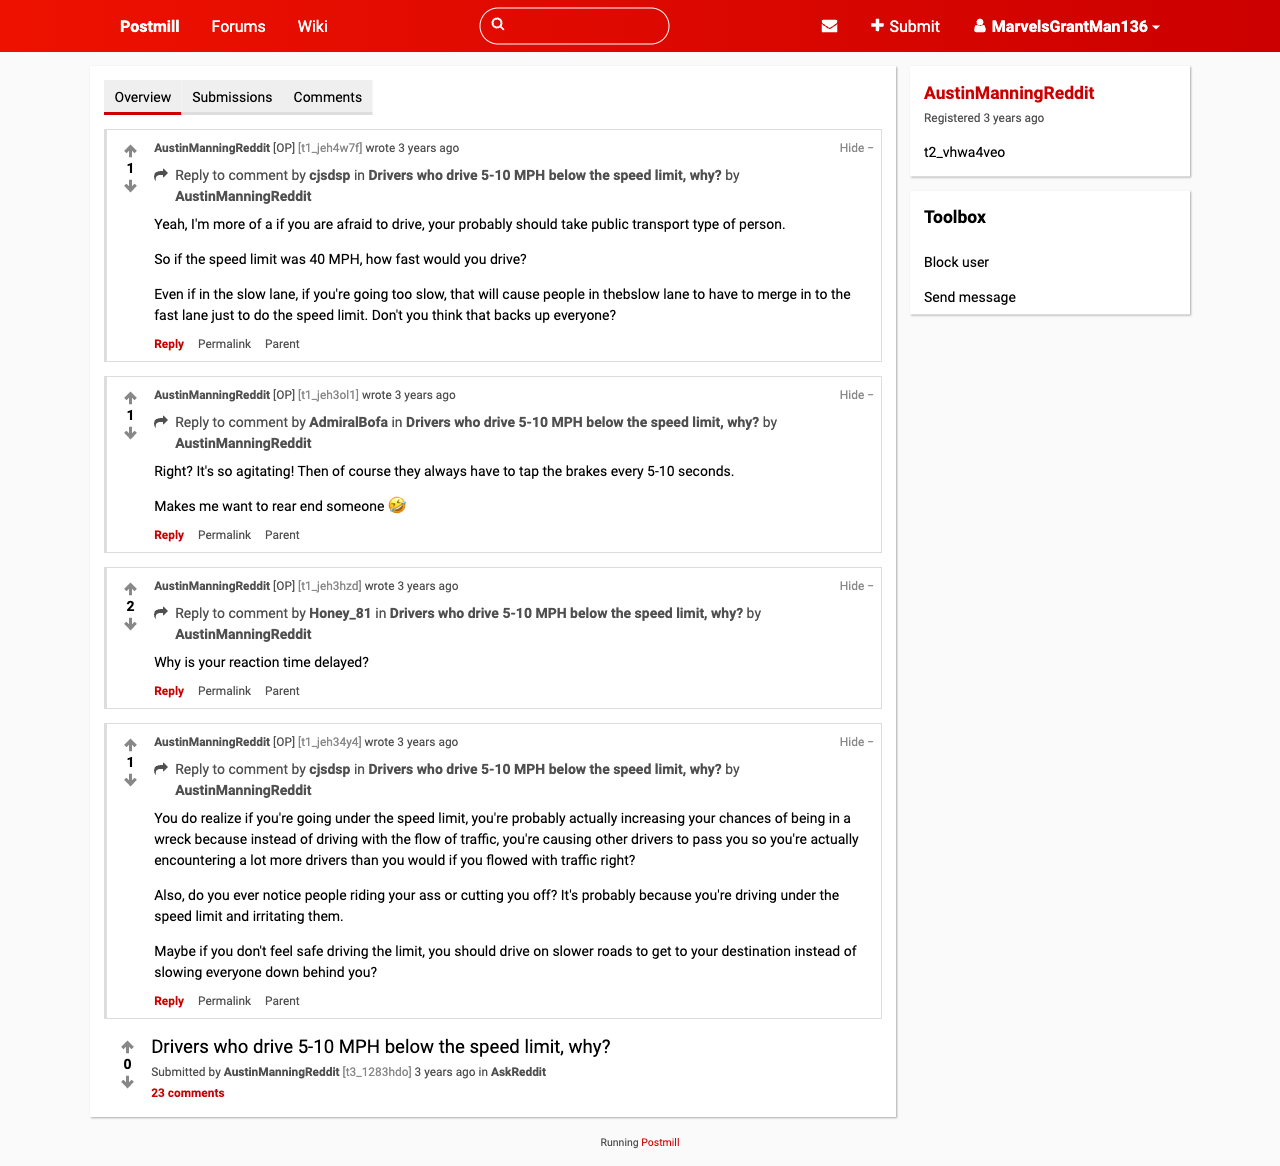 Postmill Forums Wiki Submit MarvelsGrantMan136
Overview Submissions Comments
AustinManningReddit [OP] [t1_jeh4w7f] wrote 3 years ago Hide −
1
Reply to comment by cjsdsp in Drivers who drive 5-10 MPH below the speed limit, why? by
AustinManningReddit
Yeah, I'm more of a if you are afraid to drive, your probably should take public transport type of person.
So if the speed limit was 40 MPH, how fast would you drive?
Even if in the slow lane, if you're going too slow, that will cause people in thebslow lane to have to merge in to the
fast lane just to do the speed limit. Don't you think that backs up everyone?
Reply Permalink Parent
AustinManningReddit [OP] [t1_jeh3ol1] wrote 3 years ago Hide −
1
Reply to comment by AdmiralBofa in Drivers who drive 5-10 MPH below the speed limit, why? by
AustinManningReddit
Right? It's so agitating! Then of course they always have to tap the brakes every 5-10 seconds.
Makes me want to rear end someone 🤣
Reply Permalink Parent
AustinManningReddit [OP] [t1_jeh3hzd] wrote 3 years ago Hide −
2
Reply to comment by Honey_81 in Drivers who drive 5-10 MPH below the speed limit, why? by
AustinManningReddit
Why is your reaction time delayed?
Reply Permalink Parent
AustinManningReddit [OP] [t1_jeh34y4] wrote 3 years ago Hide −
1
Reply to comment by cjsdsp in Drivers who drive 5-10 MPH below the speed limit, why? by
AustinManningReddit
You do realize if you're going under the speed limit, you're probably actually increasing your chances of being in a
wreck because instead of driving with the flow of traffic, you're causing other drivers to pass you so you're actually
encountering a lot more drivers than you would if you flowed with traffic right?
Also, do you ever notice people riding your ass or cutting you off? It's probably because you're driving under the
speed limit and irritating them.
Maybe if you don't feel safe driving the limit, you should drive on slower roads to get to your destination instead of
slowing everyone down behind you?
Reply Permalink Parent
Drivers who drive 5-10 MPH below the speed limit, why?
0
Submitted by AustinManningReddit [t3_1283hdo] 3 years ago in AskReddit
23 comments
AustinManningReddit
Registered 3 years ago
t2_vhwa4veo
Toolbox
Block user
Send message
Running Postmill